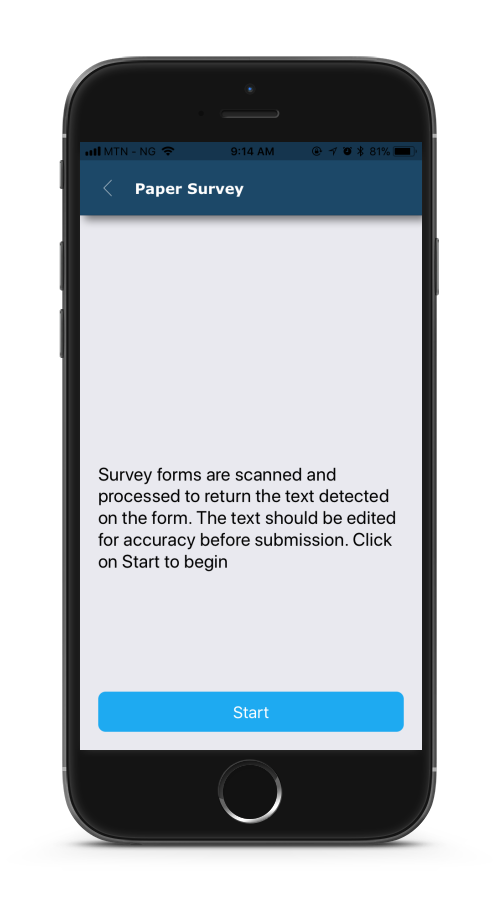 MTN - NG 9:14 AM 81%
Paper Survey
Survey forms are scanned and
processed to return the text detected
on the form. The text should be edited
for accuracy before submission. Click
on Start to begin
Start